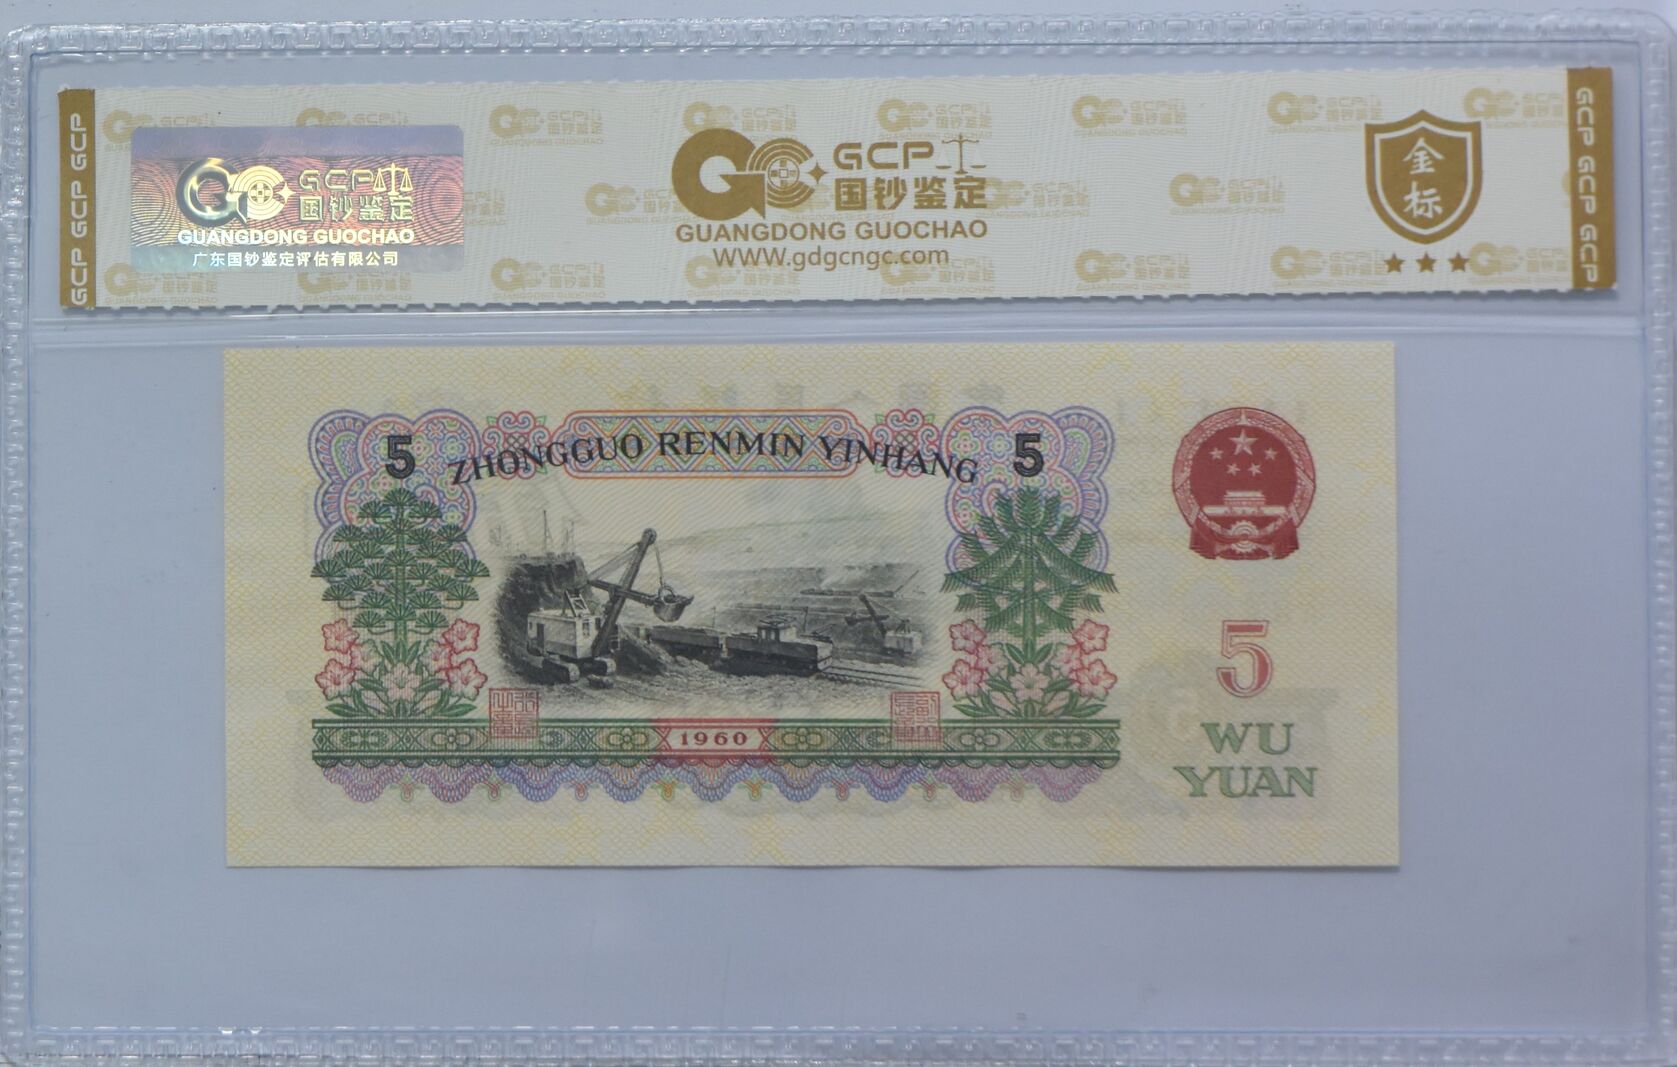 GCP GCP GCP
GCP
国钞鉴定
GUANGDONG GUOCHAO
广东国钞鉴定评估有限公司
GCP
国钞鉴定
GUANGDONG GUOCHAO
www.gdgcngc.com
金标
GCP GCP GCP
5
ZHONGGUO RENMIN YINHANG
5
1960
5
WU
YUAN